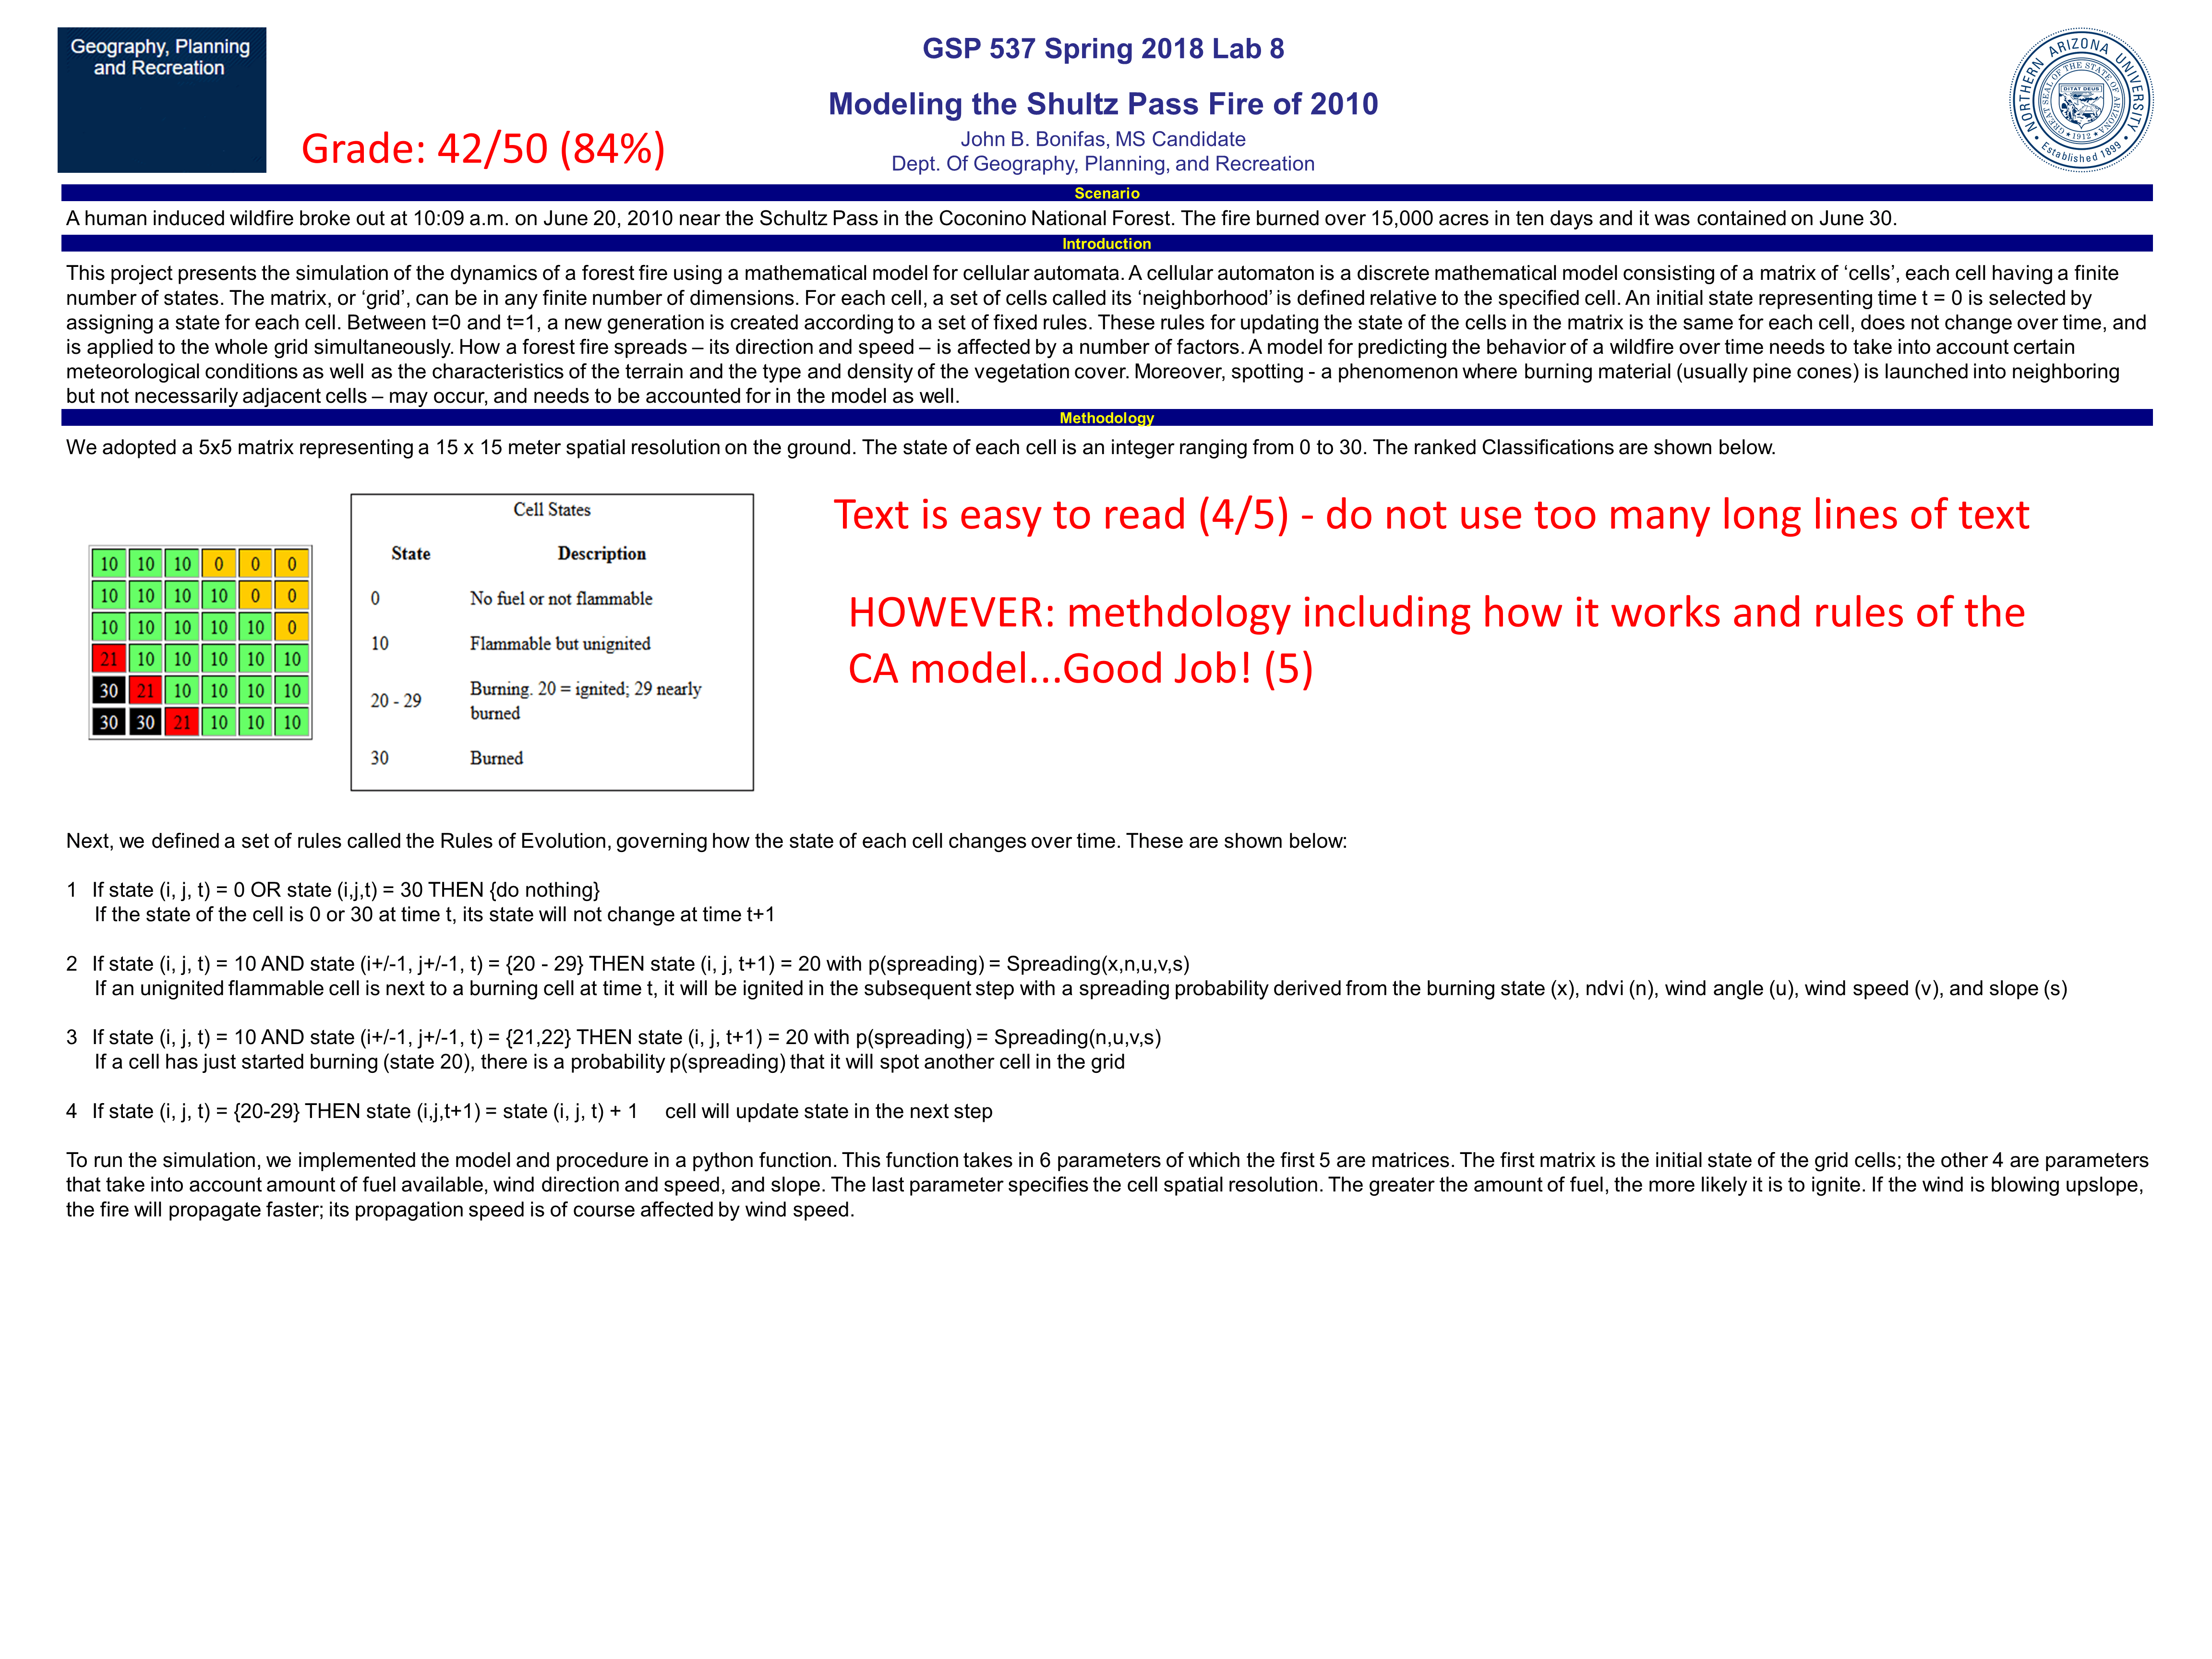 Geography, Planning
and Recreation
GSP 537 Spring 2018 Lab 8
Modeling the Shultz Pass Fire of 2010
John B. Bonifas, MS Candidate
Dept. Of Geography, Planning, and Recreation
Grade: 42/50 (84%)
NORTHERN ARIZONA UNIVERSITY
GREAT SEAL OF THE STATE OF ARIZONA
DITAT DEUS
1912
Established 1899
Scenario
A human induced wildfire broke out at 10:09 a.m. on June 20, 2010 near the Schultz Pass in the Coconino National Forest. The fire burned over 15,000 acres in ten days and it was contained on June 30.
Introduction
This project presents the simulation of the dynamics of a forest fire using a mathematical model for cellular automata. A cellular automaton is a discrete mathematical model consisting of a matrix of ‘cells’, each cell having a finite
number of states. The matrix, or ‘grid’, can be in any finite number of dimensions. For each cell, a set of cells called its ‘neighborhood’ is defined relative to the specified cell. An initial state representing time t = 0 is selected by
assigning a state for each cell. Between t=0 and t=1, a new generation is created according to a set of fixed rules. These rules for updating the state of the cells in the matrix is the same for each cell, does not change over time, and
is applied to the whole grid simultaneously. How a forest fire spreads – its direction and speed – is affected by a number of factors. A model for predicting the behavior of a wildfire over time needs to take into account certain
meteorological conditions as well as the characteristics of the terrain and the type and density of the vegetation cover. Moreover, spotting - a phenomenon where burning material (usually pine cones) is launched into neighboring
but not necessarily adjacent cells – may occur, and needs to be accounted for in the model as well.
Methodology
We adopted a 5x5 matrix representing a 15 x 15 meter spatial resolution on the ground. The state of each cell is an integer ranging from 0 to 30. The ranked Classifications are shown below.
10 10 10 0 0 0
10 10 10 10 0 0
10 10 10 10 10 0
21 10 10 10 10 10
30 21 10 10 10 10
30 30 21 10 10 10
Cell States
State Description
0 No fuel or not flammable
10 Flammable but unignited
20 - 29 Burning. 20 = ignited; 29 nearly
burned
30 Burned
Text is easy to read (4/5) - do not use too many long lines of text
HOWEVER: methdology including how it works and rules of the
CA model...Good Job! (5)
Next, we defined a set of rules called the Rules of Evolution, governing how the state of each cell changes over time. These are shown below:
1 If state (i, j, t) = 0 OR state (i,j,t) = 30 THEN {do nothing}
If the state of the cell is 0 or 30 at time t, its state will not change at time t+1
2 If state (i, j, t) = 10 AND state (i+/-1, j+/-1, t) = {20 - 29} THEN state (i, j, t+1) = 20 with p(spreading) = Spreading(x,n,u,v,s)
If an unignited flammable cell is next to a burning cell at time t, it will be ignited in the subsequent step with a spreading probability derived from the burning state (x), ndvi (n), wind angle (u), wind speed (v), and slope (s)
3 If state (i, j, t) = 10 AND state (i+/-1, j+/-1, t) = {21,22} THEN state (i, j, t+1) = 20 with p(spreading) = Spreading(n,u,v,s)
If a cell has just started burning (state 20), there is a probability p(spreading) that it will spot another cell in the grid
4 If state (i, j, t) = {20-29} THEN state (i,j,t+1) = state (i, j, t) + 1 cell will update state in the next step
To run the simulation, we implemented the model and procedure in a python function. This function takes in 6 parameters of which the first 5 are matrices. The first matrix is the initial state of the grid cells; the other 4 are parameters
that take into account amount of fuel available, wind direction and speed, and slope. The last parameter specifies the cell spatial resolution. The greater the amount of fuel, the more likely it is to ignite. If the wind is blowing upslope,
the fire will propagate faster; its propagation speed is of course affected by wind speed.